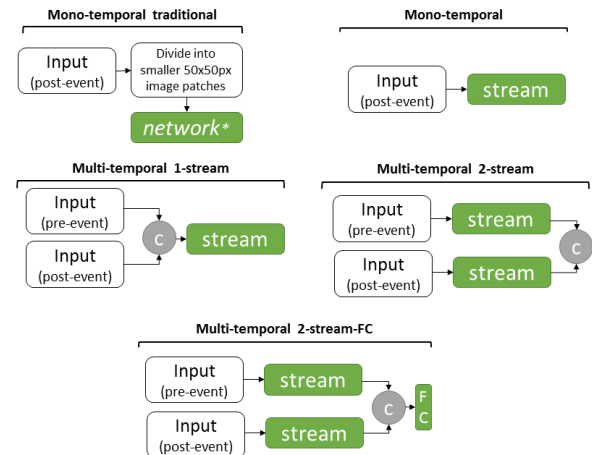 Mono-temporal traditional
Input
(post-event)
Divide into
smaller 50x50px
image patches
network*
Mono-temporal
Input
(post-event)
stream
Multi-temporal 1-stream
Input
(pre-event)
Input
(post-event)
C
stream
Multi-temporal 2-stream
Input
(pre-event)
stream
Input
(post-event)
stream
C
Multi-temporal 2-stream-FC
Input
(pre-event)
stream
Input
(post-event)
stream
C
F
C